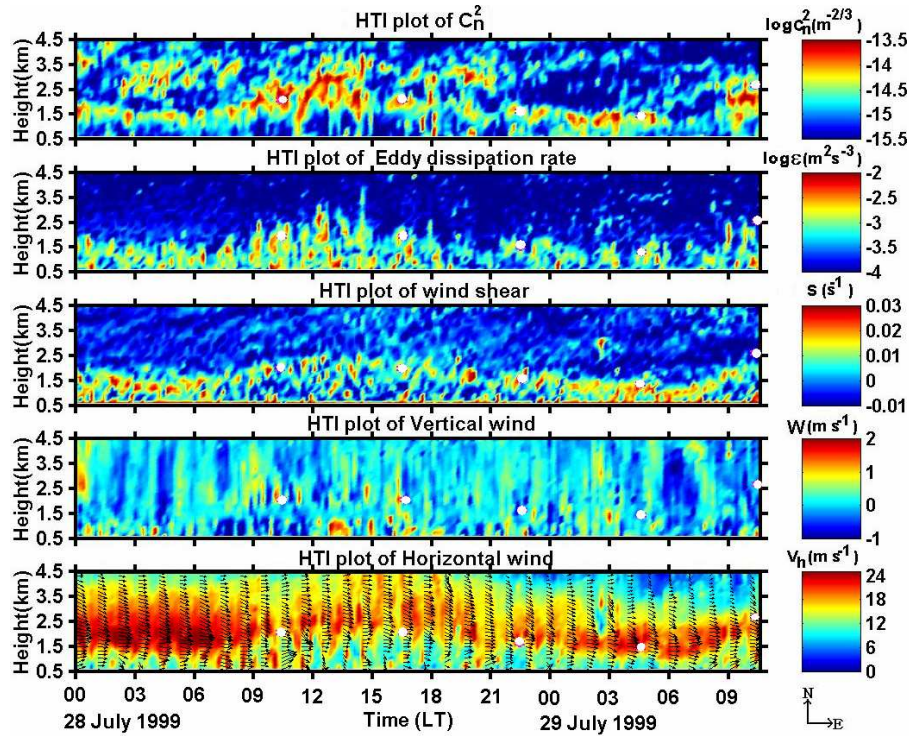 HTI plot of C_n^2
log C_n^2 (m^-2/3)
Height(km)
4.5
3.5
2.5
1.5
0.5
-13.5
-14
-14.5
-15
-15.5
HTI plot of Eddy dissipation rate
logε(m^2s^-3)
Height(km)
4.5
3.5
2.5
1.5
0.5
-2
-2.5
-3
-3.5
-4
HTI plot of wind shear
S (s^-1)
Height(km)
4.5
3.5
2.5
1.5
0.5
0.03
0.02
0.01
0
-0.01
HTI plot of Vertical wind
W(m s^-1)
Height(km)
4.5
3.5
2.5
1.5
0.5
2
1
0
-1
HTI plot of Horizontal wind
V_h(m s^-1)
Height(km)
4.5
3.5
2.5
1.5
0.5
24
18
12
6
0
00 03 06 09 12 15 18 21 00 03 06 09
28 July 1999 Time (LT) 29 July 1999
N
E